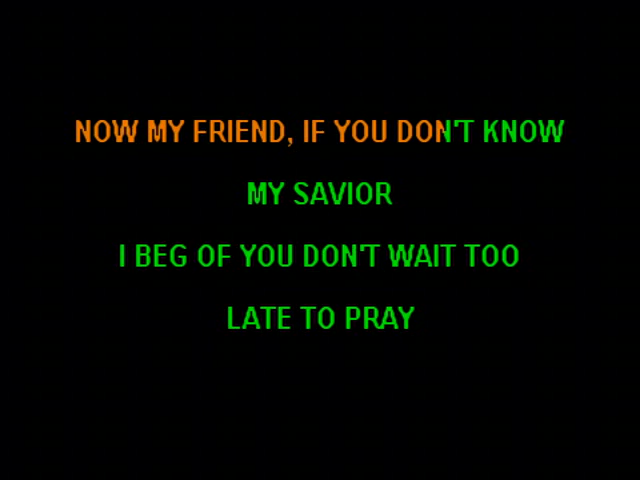 NOW MY FRIEND, IF YOU DON'T KNOW
MY SAVIOR
I BEG OF YOU DON'T WAIT TOO
LATE TO PRAY